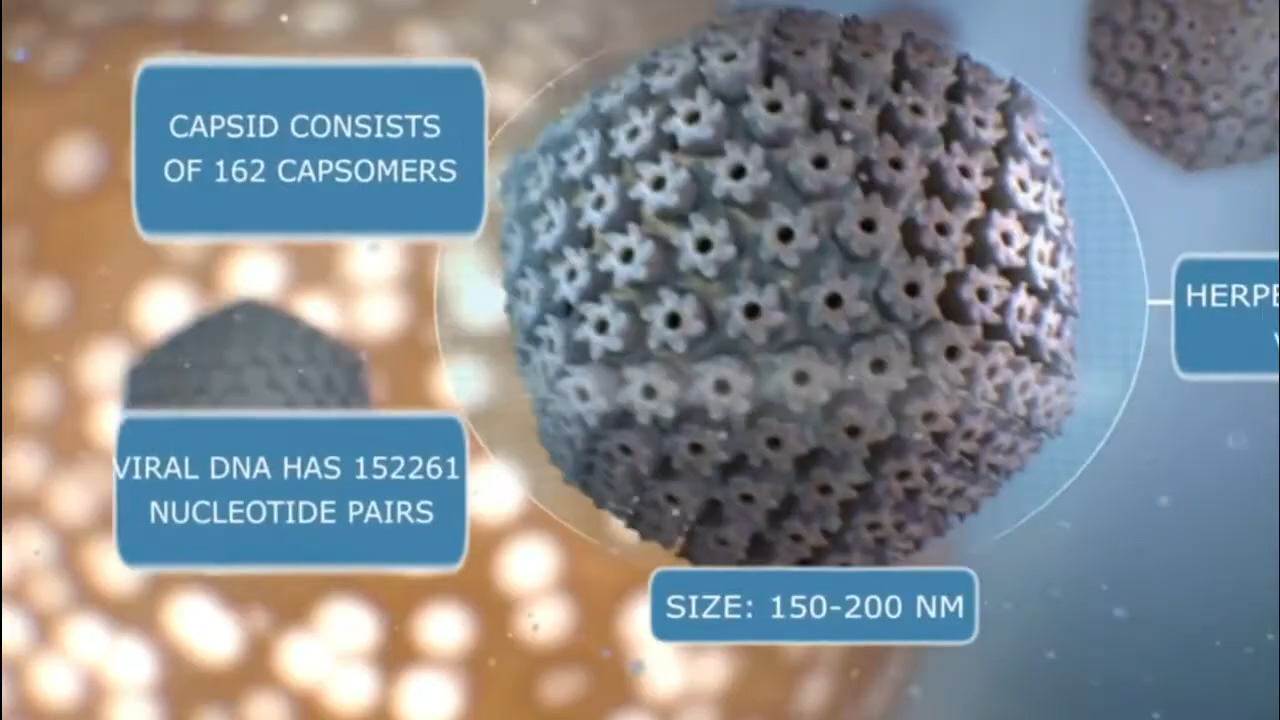 CAPSID CONSISTS
OF 162 CAPSOMERS
VIRAL DNA HAS 152261
NUCLEOTIDE PAIRS
SIZE: 150-200 NM